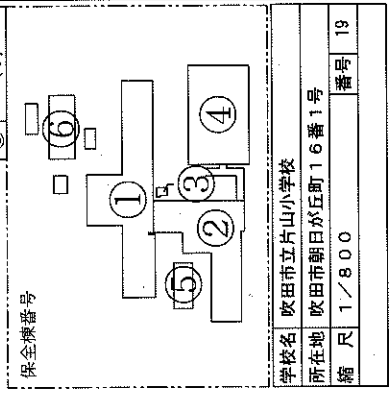 保全棟番号
⑥
①
③
④
②
⑤
学校名 吹田市立片山小学校
所在地 吹田市朝日が丘町16番1号
縮尺 1/800 番号 19